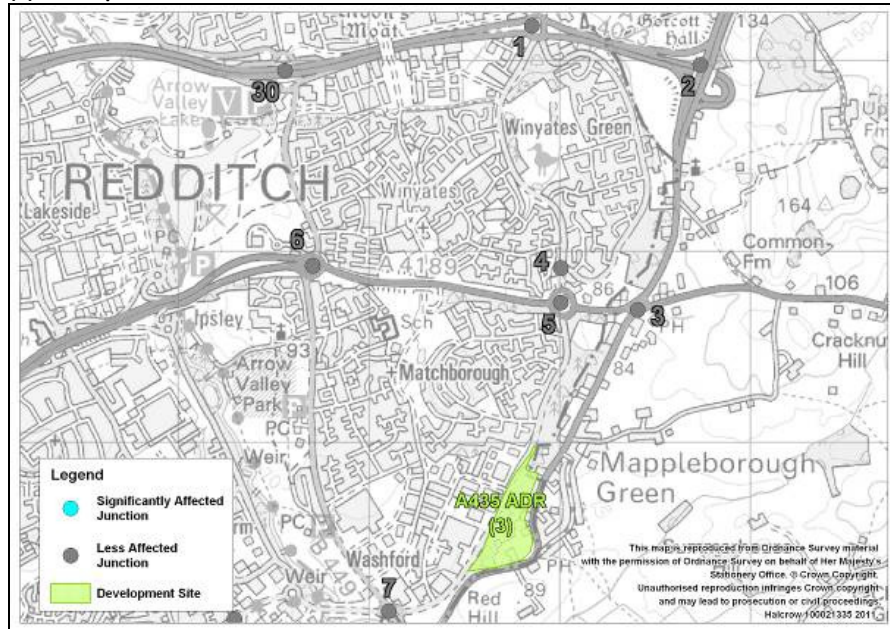 Moat
Gorcott
Hall
134
1
A4023
2
30
Arrow
Valley
Lake
Winyates Green
REDDITCH
Lakeside
Winyates
164
PC
6
4
Common
Fm
A4189
P
86
106
5
3
PH
Ipsley
Sch
Cracknut
Hill
93
84
Arrow
Valley
Park
Matchborough
PC
Weir
Mappleborough
Green
A435 ADR
(3)
Legend
Significantly Affected
Junction
Less Affected
Junction
Development Site
PC
Washford
Weir
7
PH
Red
Hill
89
This map is reproduced from Ordnance Survey material
with the permission of Ordnance Survey on behalf of Her Majesty's
Stationery Office. © Crown Copyright.
Unauthorised reproduction infringes Crown copyright
and may lead to prosecution or civil proceedings.
Halcrow 100021335 2011